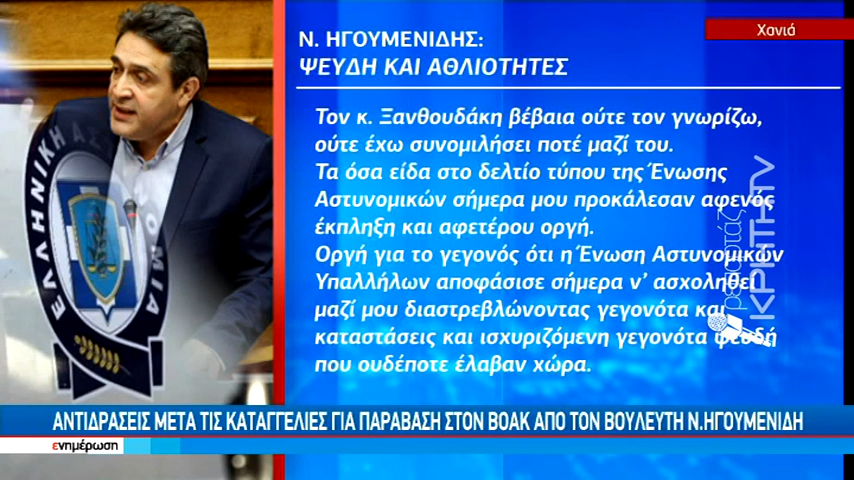 Χανιά
Ν. ΗΓΟΥΜΕΝΙΔΗΣ:
ΨΕΥΔΗ ΚΑΙ ΑΘΛΙΟΤΗΤΕΣ
Τον κ. Ξανθουδάκη βέβαια ούτε τον γνωρίζω,
ούτε έχω συνομιλήσει ποτέ μαζί του.
Τα όσα είδα στο δελτίο τύπου της Ένωσης
Αστυνομικών σήμερα μου προκάλεσαν αφενός
έκπληξη και αφετέρου οργή.
Οργή για το γεγονός ότι η Ένωση Αστυνομικών
Υπαλλήλων αποφάσισε σήμερα ν' ασχοληθεί
μαζί μου διαστρεβλώνοντας γεγονότα και
καταστάσεις και ισχυριζόμενη γεγονότα ψευδή
που ουδέποτε έλαβαν χώρα.
ρεπορτάζ
ΚΡΗΤΗ TV
ΑΝΤΙΔΡΑΣΕΙΣ ΜΕΤΑ ΤΙΣ ΚΑΤΑΓΓΕΛΙΕΣ ΓΙΑ ΠΑΡΑΒΑΣΗ ΣΤΟΝ ΒΟΑΚ ΑΠΟ ΤΟΝ ΒΟΥΛΕΥΤΗ Ν.ΗΓΟΥΜΕΝΙΔΗ
ενημέρωση